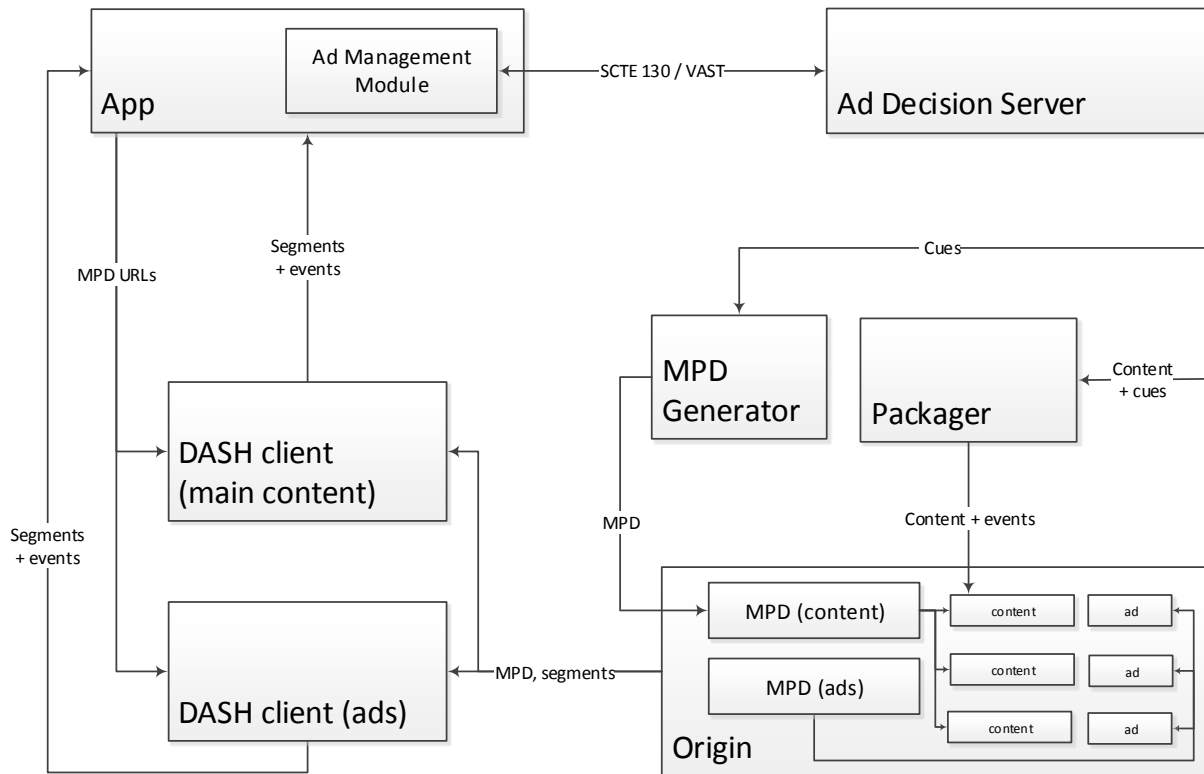 Ad Management
Module
App
SCTE 130 / VAST
Ad Decision Server
Segments
+ events
MPD URLs
Cues
MPD
Generator
Packager
Content
+ cues
DASH client
(main content)
MPD
Content + events
Segments
+ events
MPD (content)
content
ad
MPD, segments
MPD (ads)
content
ad
DASH client (ads)
content
ad
Origin